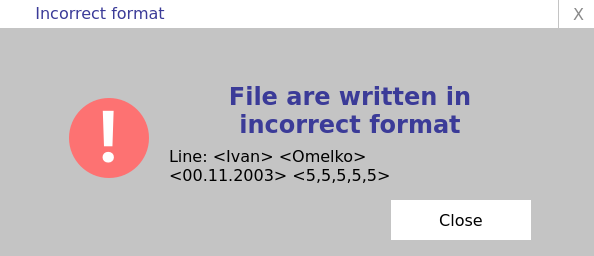 Incorrect format
X
File are written in
incorrect format
Line: <Ivan> <Omelko>
<00.11.2003> <5,5,5,5,5>
Close